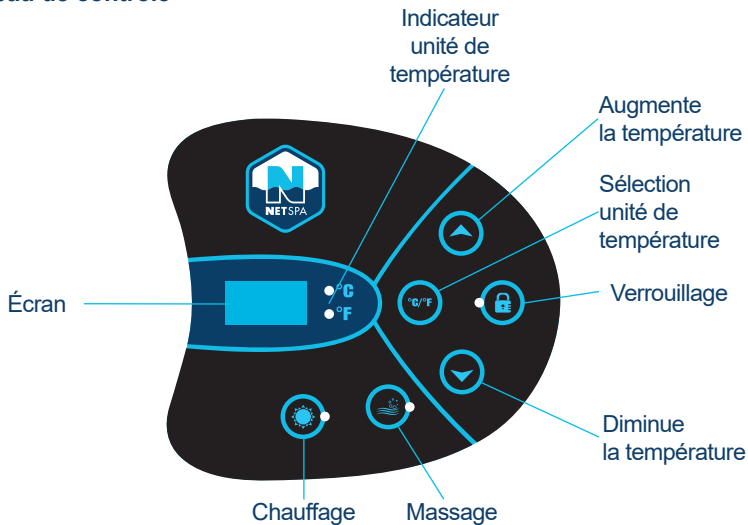 Indicateur
unité de
température
Augmente
la température
Sélection
unité de
température
NETSPA
°C
°F
°C/°F
Écran
Verrouillage
Diminue
la température
Chauffage
Massage